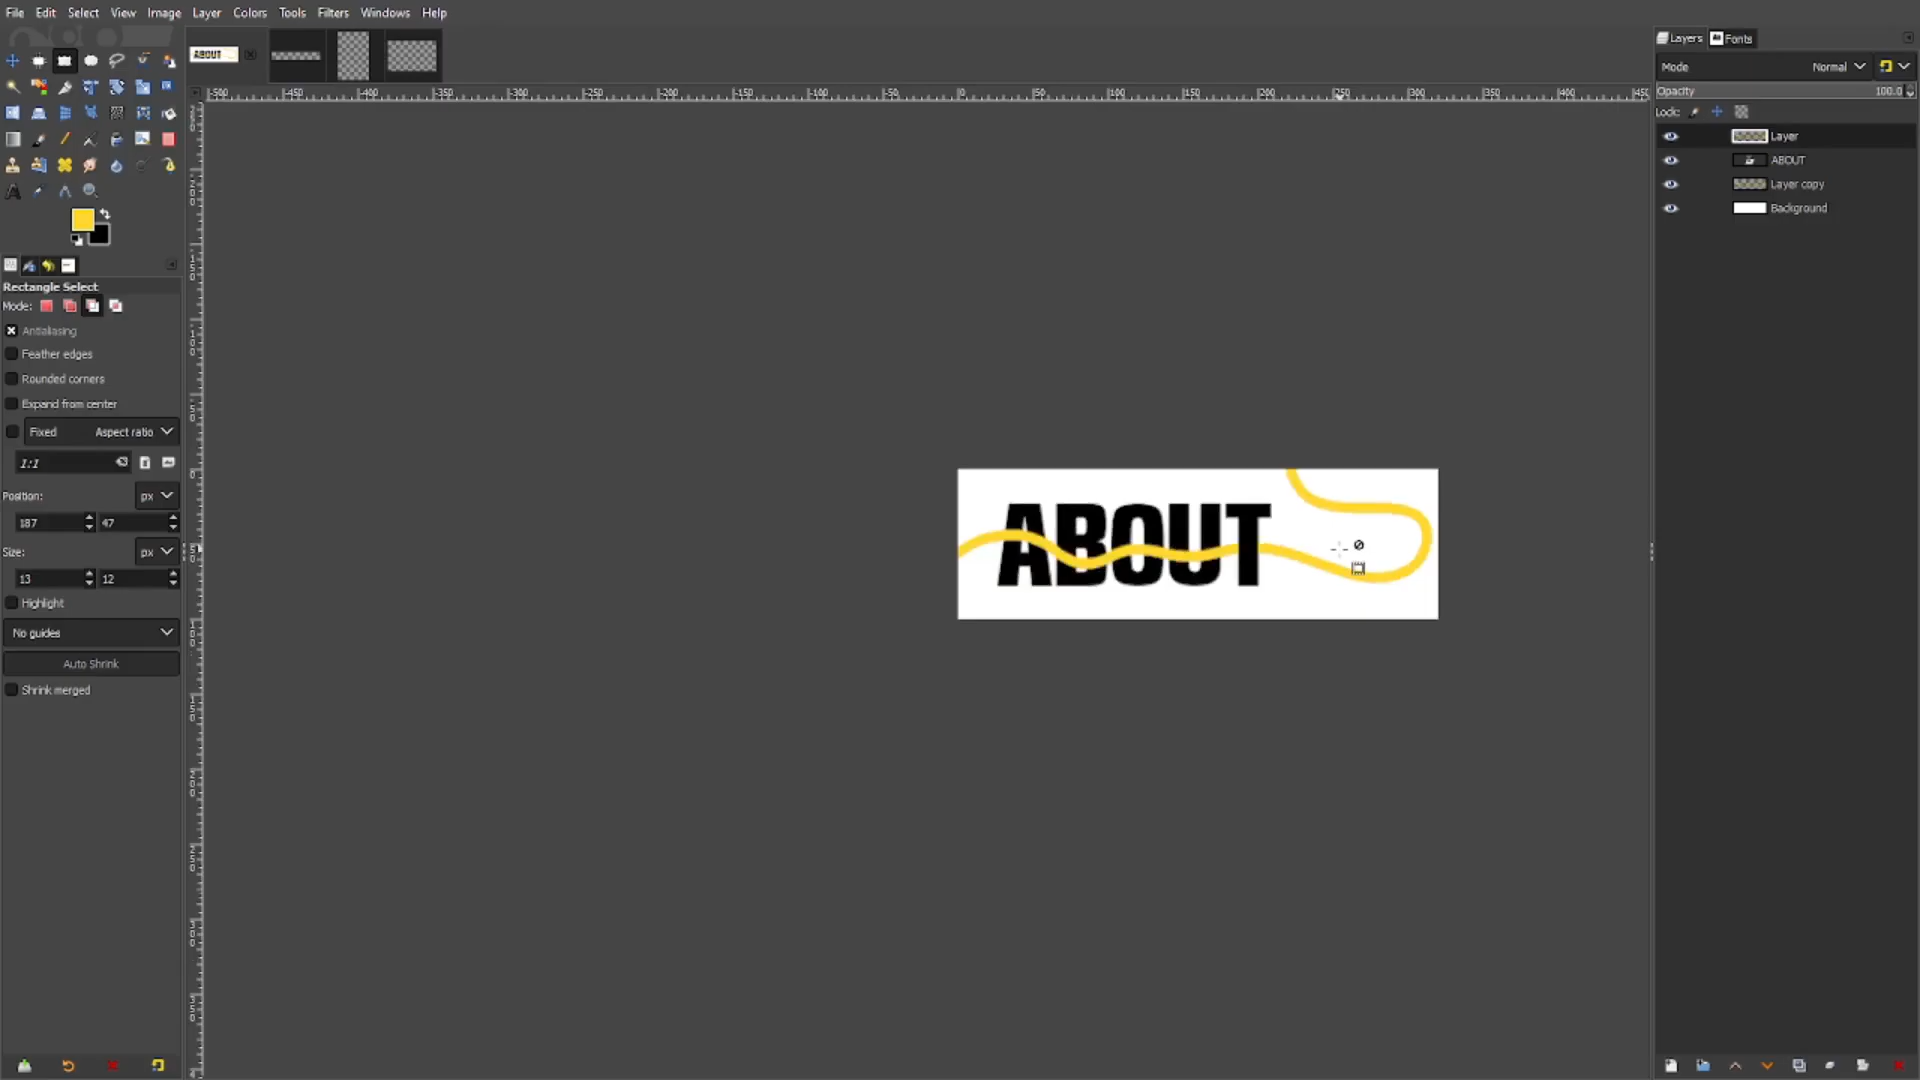 File Edit Select View Image Layer Colors Tools Filters Windows Help
ABOUT
Layers Fonts
Mode Normal
Opacity 100.0
Lock:
Layer
ABOUT
Layer copy
Background
Rectangle Select
Mode:
Antialiasing
Feather edges
Rounded corners
Expand from center
Fixed Aspect ratio
1:1
Position: px
187 47
Size: px
13 12
Highlight
No guides
Auto Shrink
Shrink merged
ABOUT